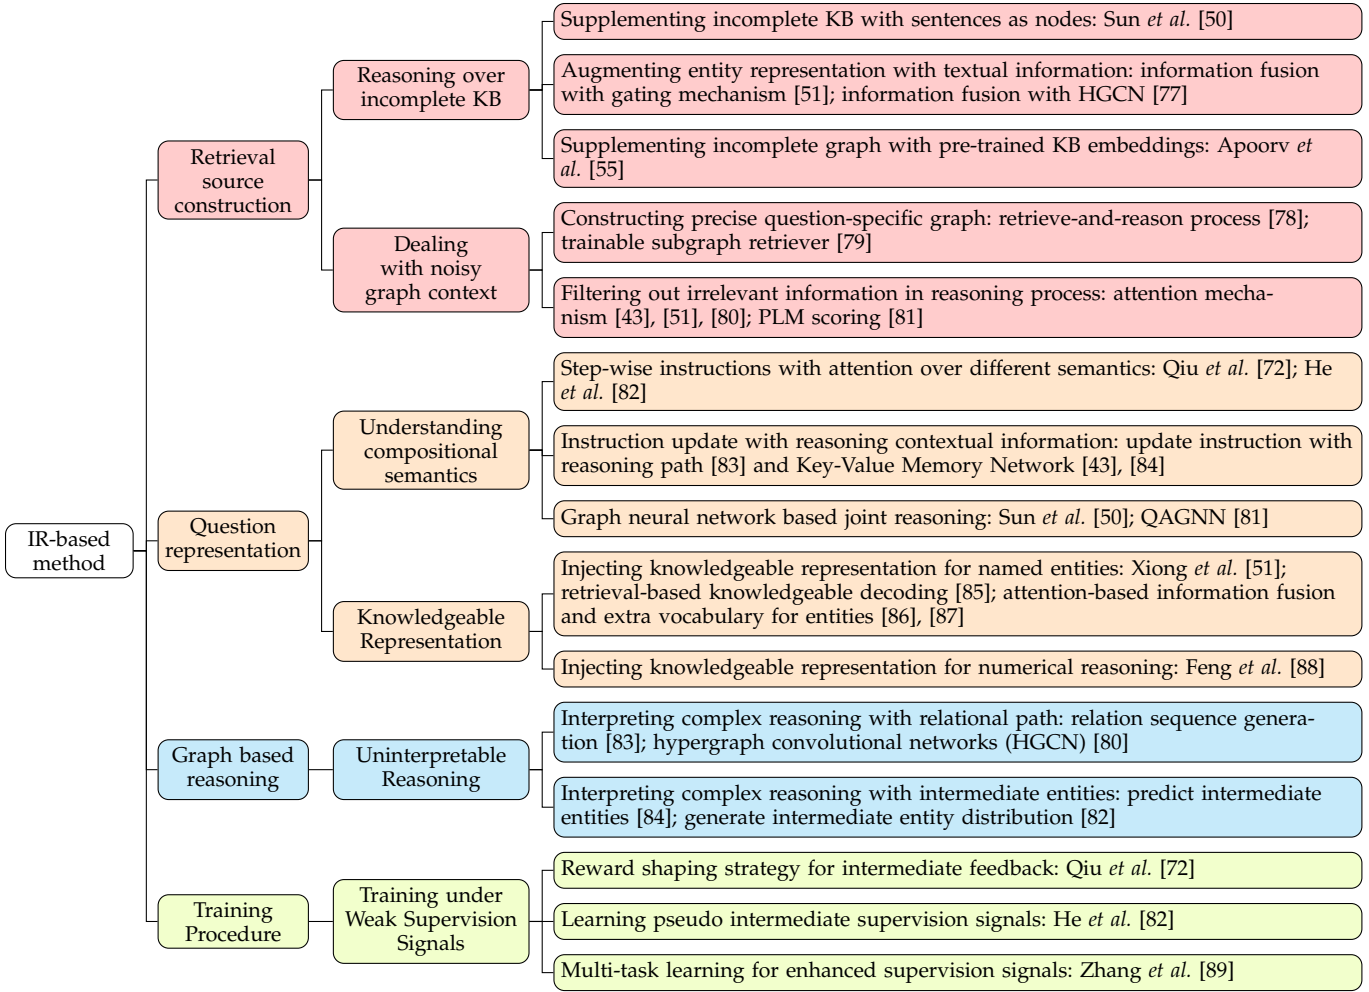 Supplementing incomplete KB with sentences as nodes: Sun et al. [50]
Reasoning over
incomplete KB
Augmenting entity representation with textual information: information fusion
with gating mechanism [51]; information fusion with HGCN [77]
Supplementing incomplete graph with pre-trained KB embeddings: Apoorv et
al. [55]
Retrieval
source
construction
Dealing
with noisy
graph context
Constructing precise question-specific graph: retrieve-and-reason process [78];
trainable subgraph retriever [79]
Filtering out irrelevant information in reasoning process: attention mecha-
nism [43], [51], [80]; PLM scoring [81]
Step-wise instructions with attention over different semantics: Qiu et al. [72]; He
et al. [82]
Understanding
compositional
semantics
Instruction update with reasoning contextual information: update instruction with
reasoning path [83] and Key-Value Memory Network [43], [84]
Graph neural network based joint reasoning: Sun et al. [50]; QAGNN [81]
IR-based
method
Question
representation
Knowledgeable
Representation
Injecting knowledgeable representation for named entities: Xiong et al. [51];
retrieval-based knowledgeable decoding [85]; attention-based information fusion
and extra vocabulary for entities [86], [87]
Injecting knowledgeable representation for numerical reasoning: Feng et al. [88]
Graph based
reasoning
Uninterpretable
Reasoning
Interpreting complex reasoning with relational path: relation sequence genera-
tion [83]; hypergraph convolutional networks (HGCN) [80]
Interpreting complex reasoning with intermediate entities: predict intermediate
entities [84]; generate intermediate entity distribution [82]
Training
Procedure
Training under
Weak Supervision
Signals
Reward shaping strategy for intermediate feedback: Qiu et al. [72]
Learning pseudo intermediate supervision signals: He et al. [82]
Multi-task learning for enhanced supervision signals: Zhang et al. [89]